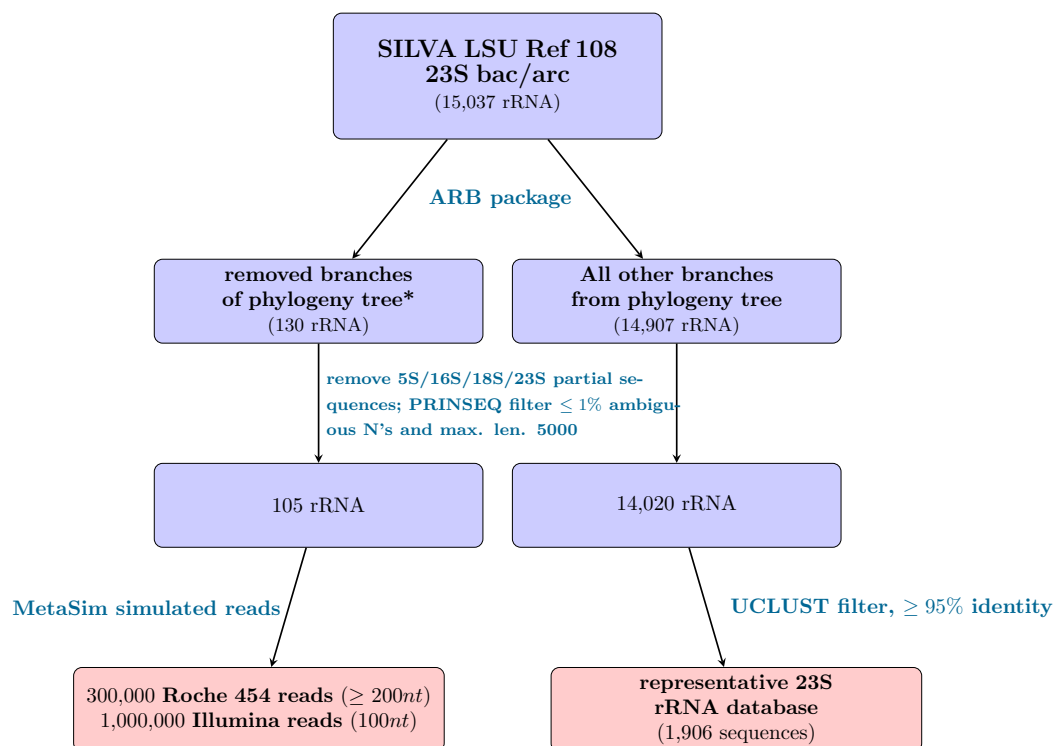 SILVA LSU Ref 108
23S bac/arc
(15,037 rRNA)
ARB package
removed branches
of phylogeny tree*
(130 rRNA)
All other branches
from phylogeny tree
(14,907 rRNA)
remove 5S/16S/18S/23S partial se-
quences; PRINSEQ filter ≤ 1% ambigu-
ous N's and max. len. 5000
105 rRNA
14,020 rRNA
MetaSim simulated reads
UCLUST filter, ≥ 95% identity
300,000 Roche 454 reads (≥ 200nt)
1,000,000 Illumina reads (100nt)
representative 23S
rRNA database
(1,906 sequences)